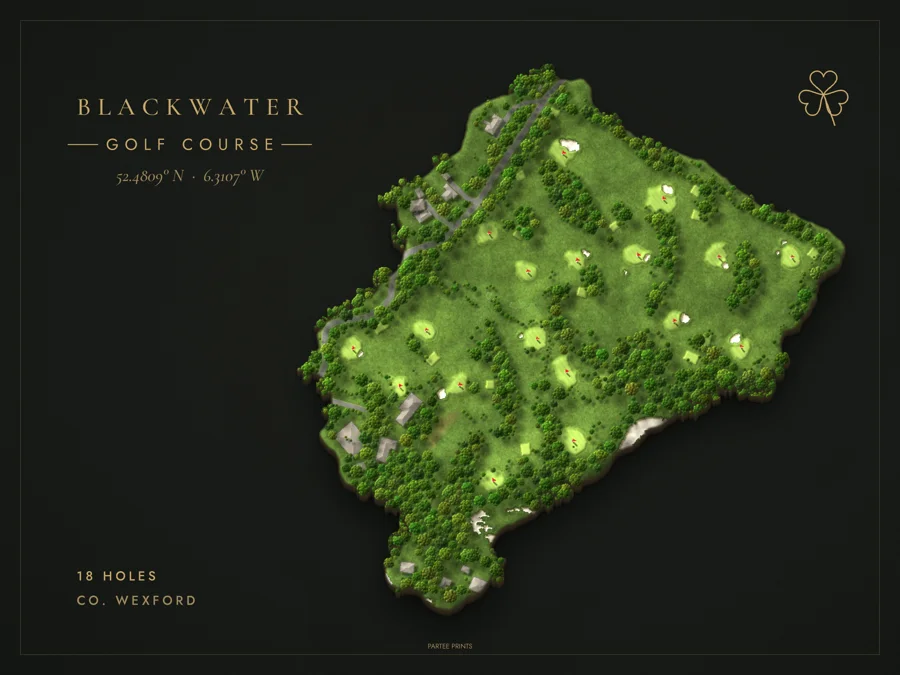 BLACKWATER
GOLF COURSE
52.4809° N · 6.3107° W
18 HOLES
CO. WEXFORD
PARTEE PRINTS